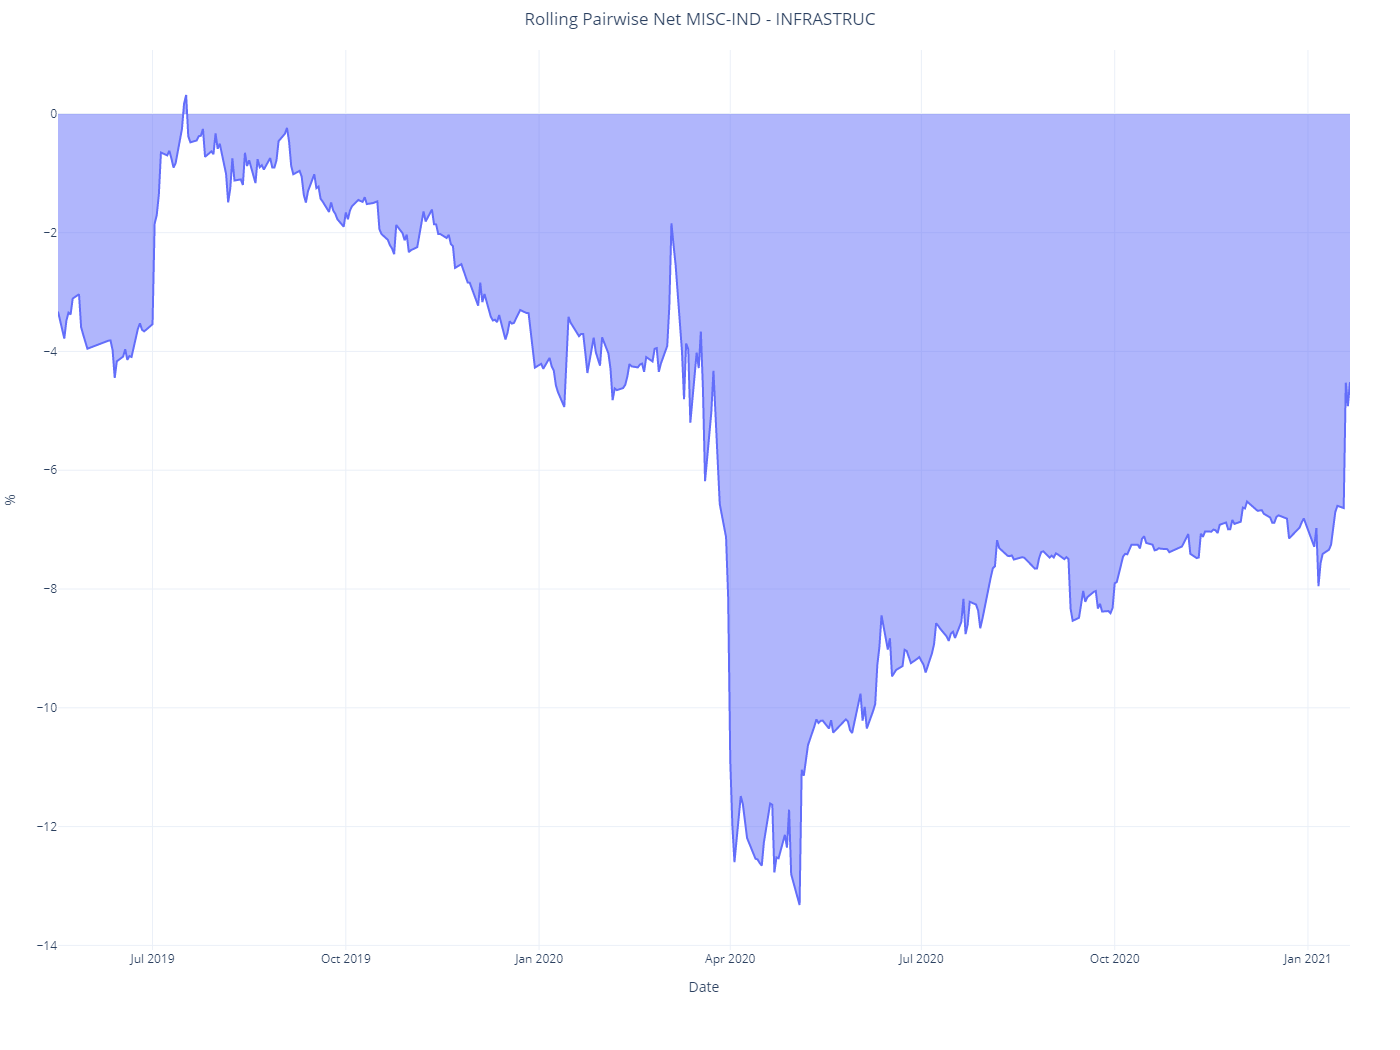 Rolling Pairwise Net MISC-IND - INFRASTRUC
0
−2
−4
−6
−8
−10
−12
−14
%
Jul 2019
Oct 2019
Jan 2020
Apr 2020
Jul 2020
Oct 2020
Jan 2021
Date